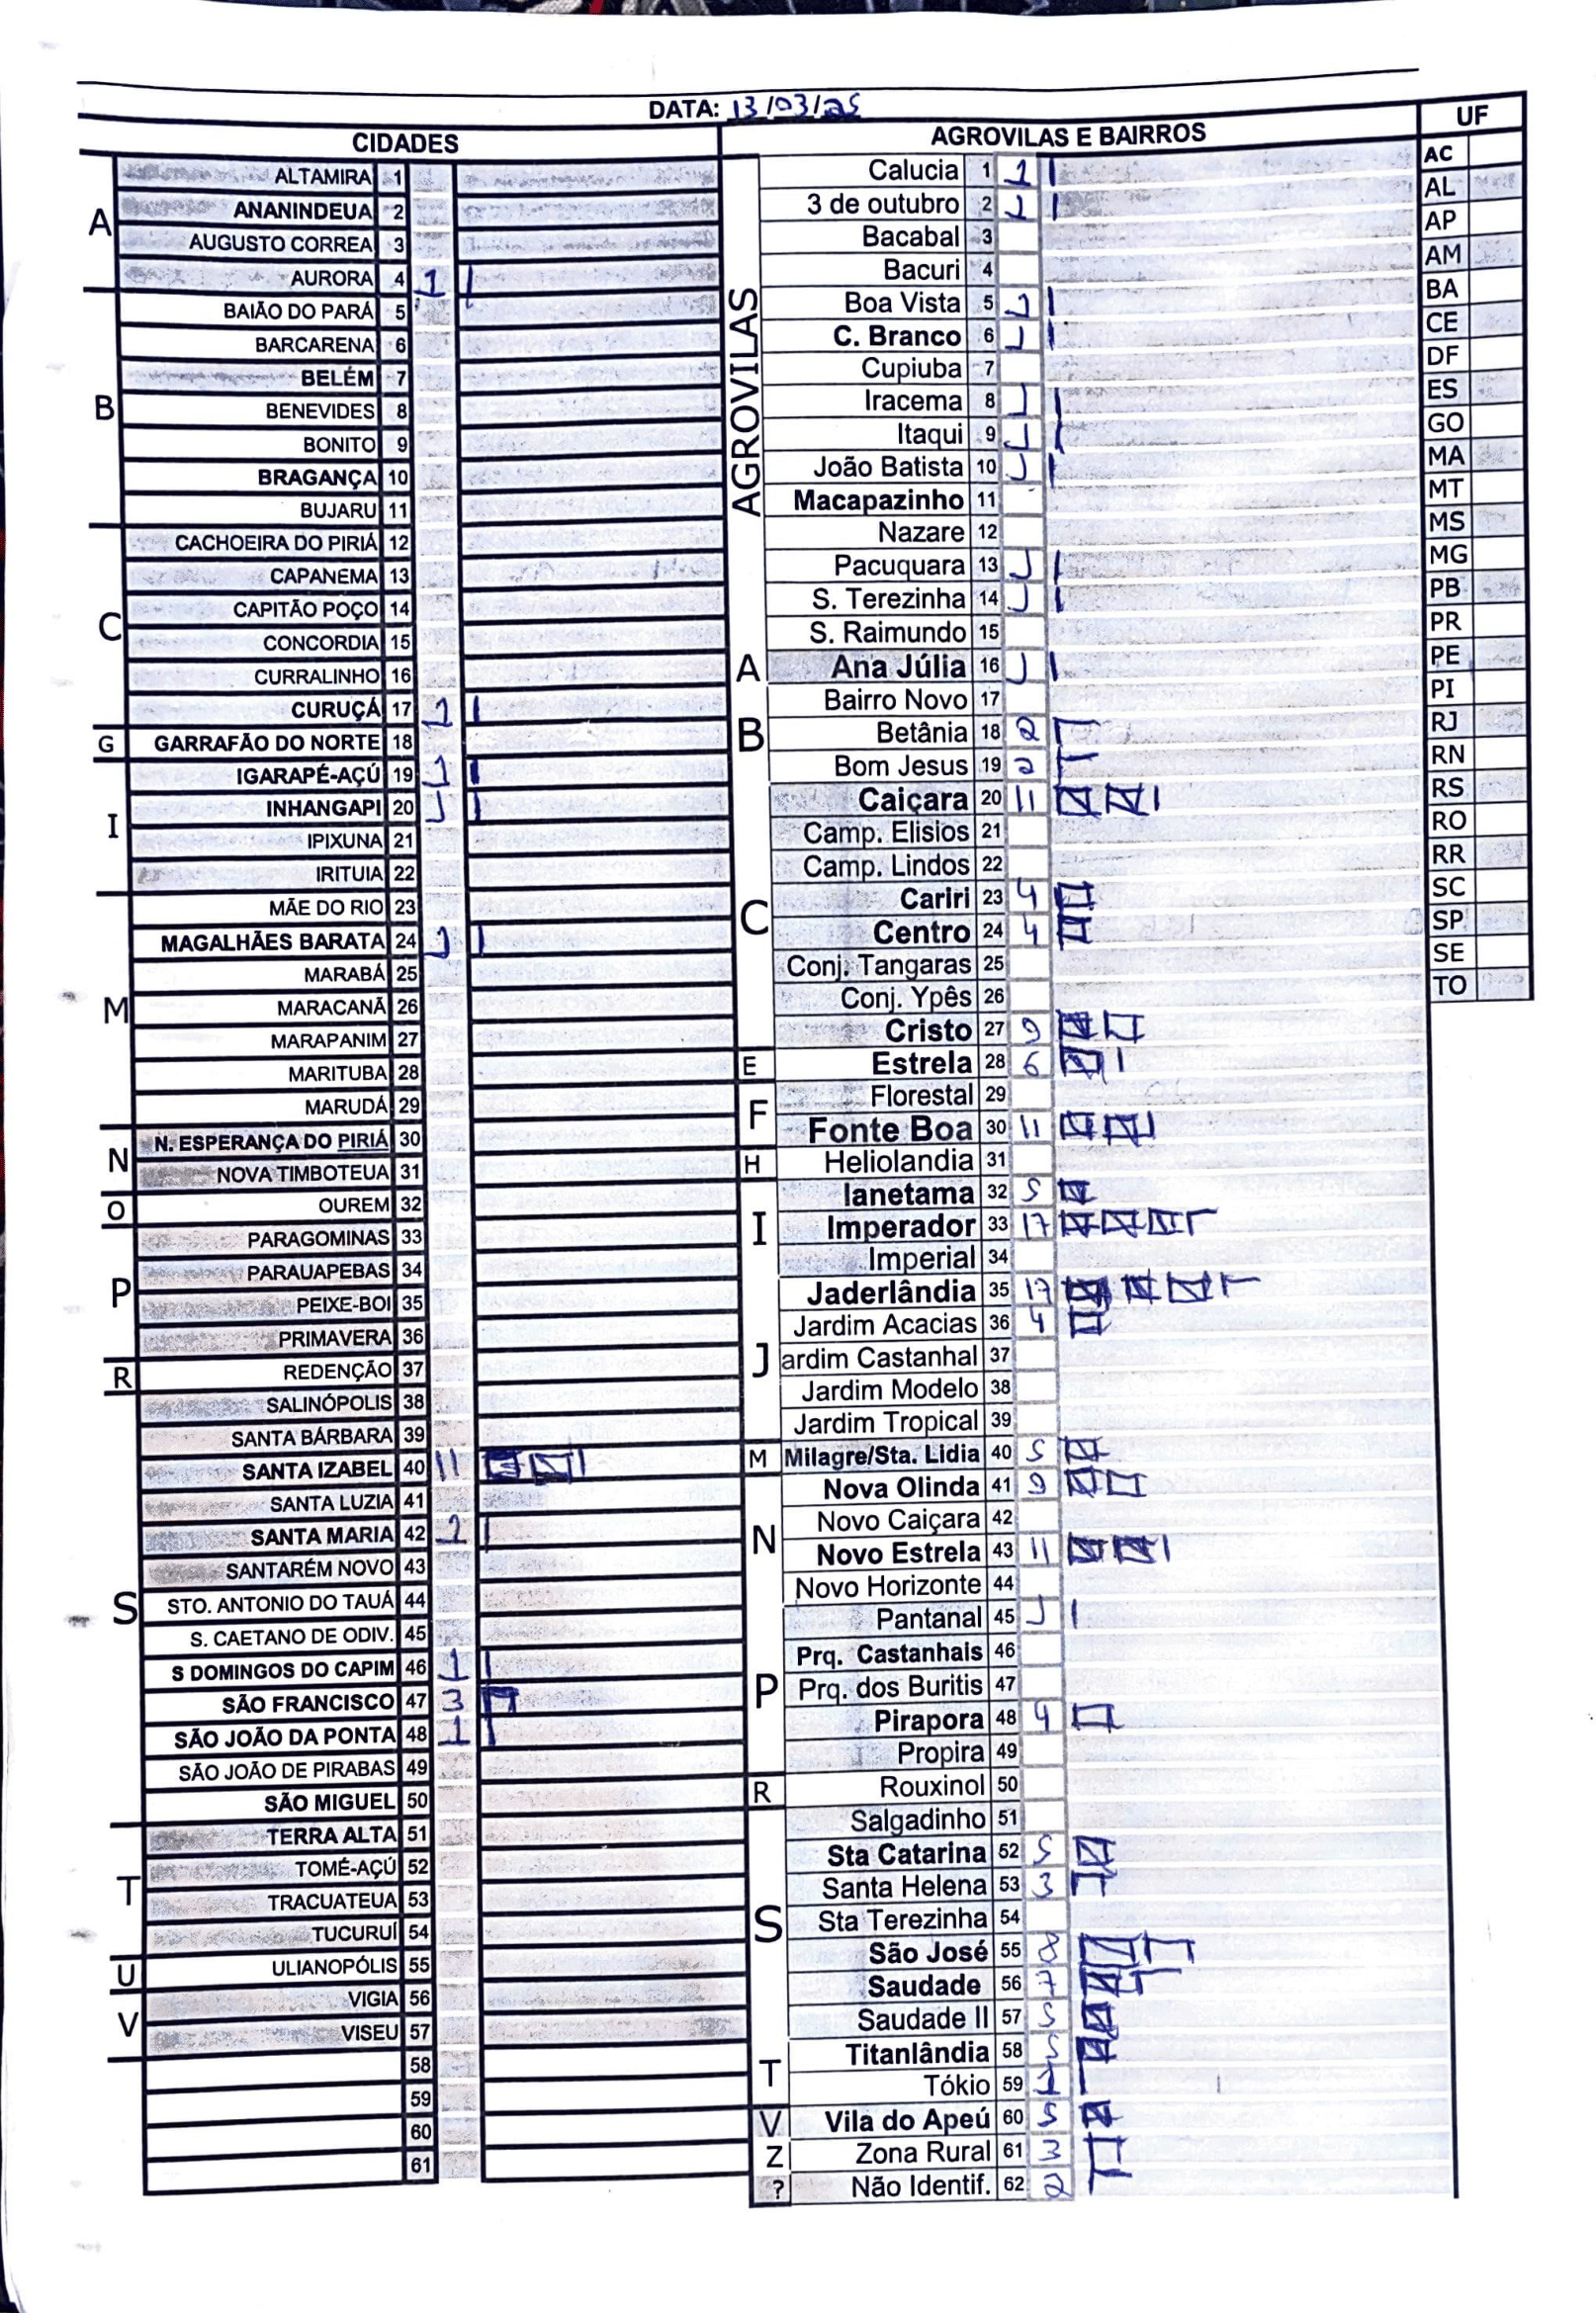 DATA: 13/03/25
CIDADES
A
ALTAMIRA 1
ANANINDEUA 2
AUGUSTO CORREA 3
AURORA 4 1
B
BAIÃO DO PARÁ 5
BARCARENA 6
BELÉM 7
BENEVIDES 8
BONITO 9
BRAGANÇA 10
BUJARU 11
C
CACHOEIRA DO PIRIÁ 12
CAPANEMA 13
CAPITÃO POÇO 14
CONCORDIA 15
CURRALINHO 16
CURUÇÁ 17 1
G
GARRAFÃO DO NORTE 18
I
IGARAPÉ-AÇÚ 19 1
INHANGAPI 20 1
IPIXUNA 21
IRITUIA 22
M
MÃE DO RIO 23
MAGALHÃES BARATA 24 1
MARABÁ 25
MARACANÃ 26
MARAPANIM 27
MARITUBA 28
MARUDÁ 29
N
N. ESPERANÇA DO PIRIÁ 30
NOVA TIMBOTEUA 31
O
OUREM 32
P
PARAGOMINAS 33
PARAUAPEBAS 34
PEIXE-BOI 35
PRIMAVERA 36
R
REDENÇÃO 37
S
SALINÓPOLIS 38
SANTA BÁRBARA 39
SANTA IZABEL 40 11
SANTA LUZIA 41
SANTA MARIA 42 1
SANTARÉM NOVO 43
STO. ANTONIO DO TAUÁ 44
S. CAETANO DE ODIV. 45
S DOMINGOS DO CAPIM 46 1
SÃO FRANCISCO 47 3
SÃO JOÃO DA PONTA 48 1
SÃO JOÃO DE PIRABAS 49
SÃO MIGUEL 50
T
TERRA ALTA 51
TOMÉ-AÇÚ 52
TRACUATEUA 53
TUCURUÍ 54
U
ULIANOPÓLIS 55
V
VIGIA 56
VISEU 57
58
59
60
61
AGROVILAS E BAIRROS
AGROVILAS
Calucia 1 1
3 de outubro 2 1
Bacabal 3
Bacuri 4
Boa Vista 5 1
C. Branco 6 1
Cupiuba 7
Iracema 8 1
Itaqui 9 1
João Batista 10 1
Macapazinho 11
Nazare 12
Pacuquara 13 1
S. Terezinha 14 1
S. Raimundo 15
A
Ana Júlia 16 1
B
Bairro Novo 17
Betânia 18 2
Bom Jesus 19 2
C
Caiçara 20 11
Camp. Elisios 21
Camp. Lindos 22
Cariri 23 4
Centro 24 4
Conj. Tangaras 25
Conj. Ypês 26
Cristo 27 9
E
Estrela 28 6
F
Florestal 29
Fonte Boa 30 11
H
Heliolandia 31
I
Ianetama 32 5
Imperador 33 17
Imperial 34
J
Jaderlândia 35 17
Jardim Acacias 36 4
ardim Castanhal 37
Jardim Modelo 38
Jardim Tropical 39
M
Milagre/Sta. Lidia 40 5
N
Nova Olinda 41 9
Novo Caiçara 42
Novo Estrela 43 11
Novo Horizonte 44
P
Pantanal 45 1
Prq. Castanhais 46
Prq. dos Buritis 47
Pirapora 48 4
Propira 49
R
Rouxinol 50
S
Salgadinho 51
Sta Catarina 52 5
Santa Helena 53 3
Sta Terezinha 54
São José 55 8
Saudade 56 7
Saudade II 57 5
T
Titanlândia 58 5
Tókio 59 1
V
Vila do Apeú 60 5
Z
Zona Rural 61 3
?
Não Identif. 62 2
UF
AC
AL
AP
AM
BA
CE
DF
ES
GO
MA
MT
MS
MG
PB
PR
PE
PI
RJ
RN
RS
RO
RR
SC
SP
SE
TO